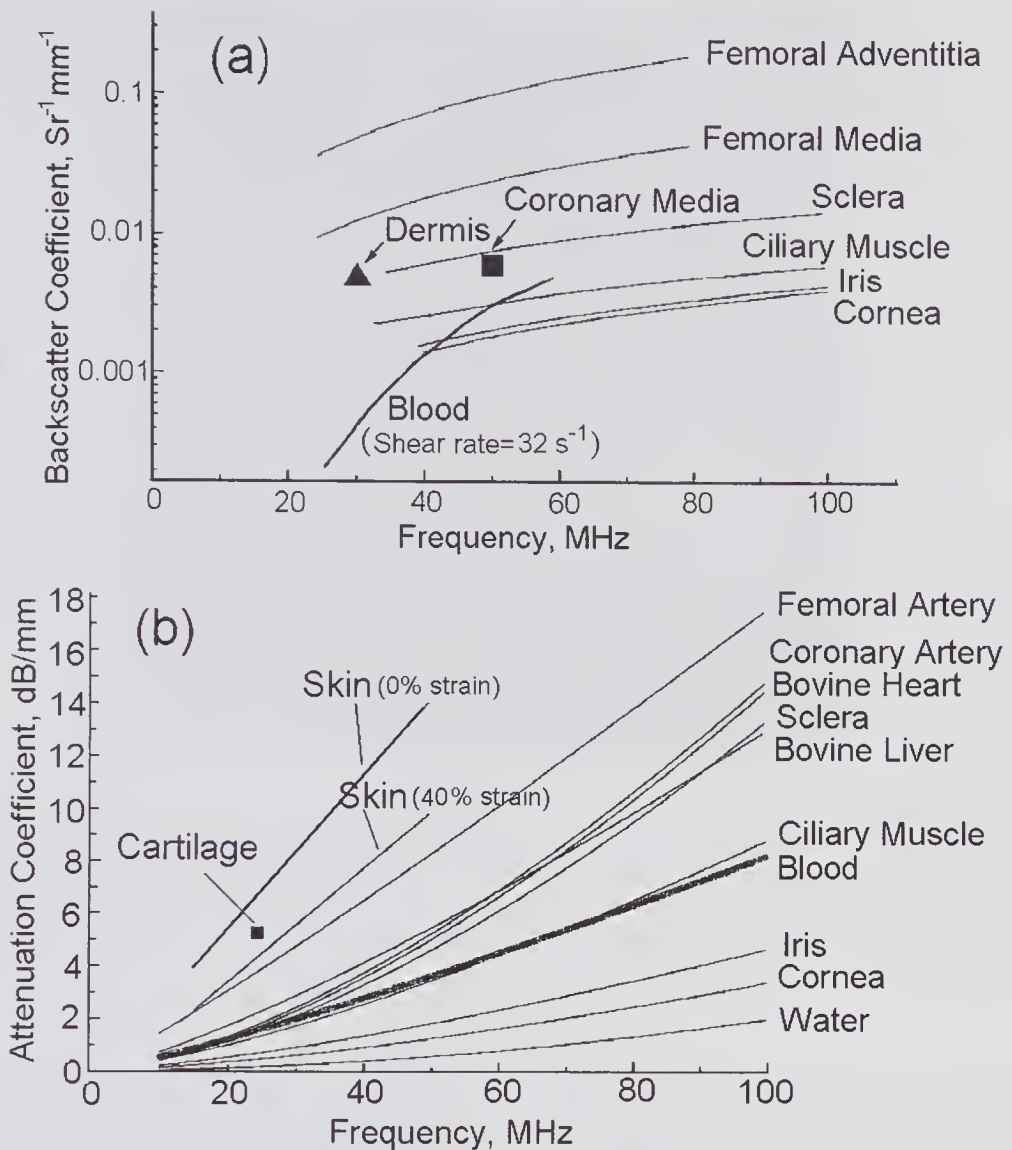 (a)
Backscatter Coefficient, Sr⁻¹mm⁻¹
0.1
0.01
0.001
Femoral Adventitia
Femoral Media
Sclera
Coronary Media
Dermis
Ciliary Muscle
Iris
Cornea
Blood
(Shear rate=32 s⁻¹)
0 20 40 60 80 100
Frequency, MHz
(b)
Attenuation Coefficient, dB/mm
18
16
14
12
10
8
6
4
2
0
Femoral Artery
Coronary Artery
Skin (0% strain)
Bovine Heart
Sclera
Bovine Liver
Skin (40% strain)
Cartilage
Ciliary Muscle
Blood
Iris
Cornea
Water
0 20 40 60 80 100
Frequency, MHz